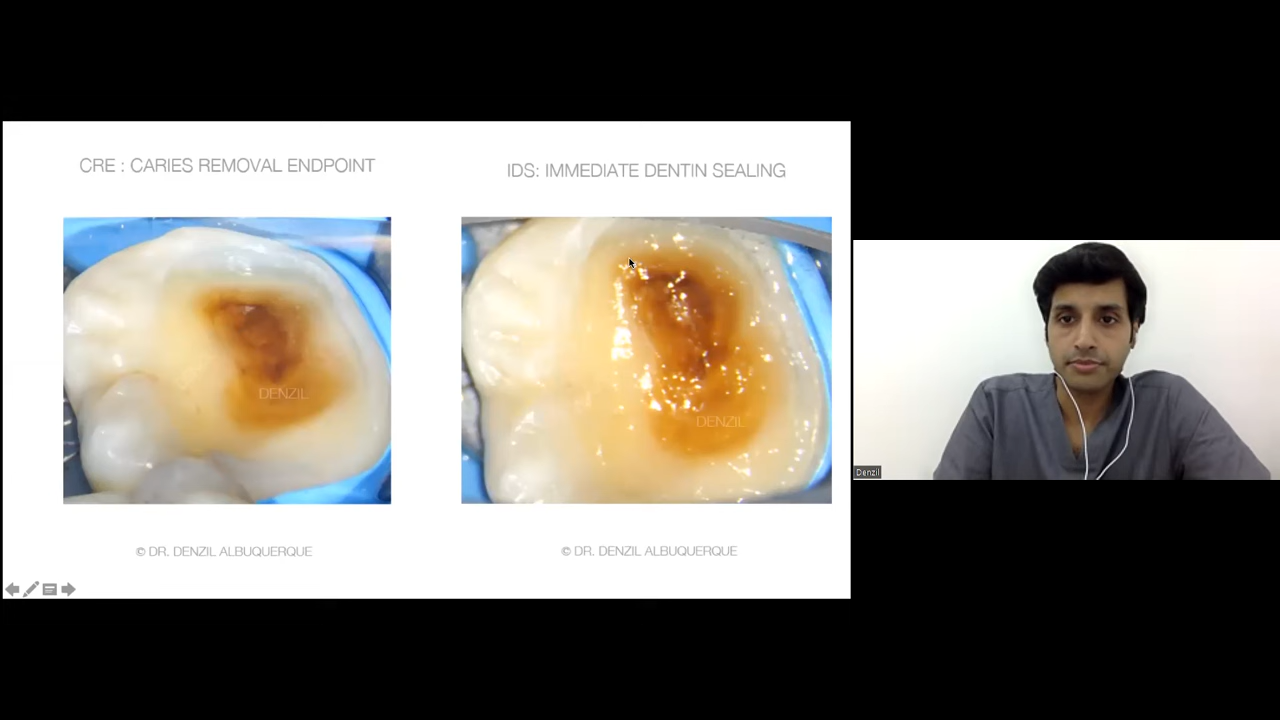 CRE : CARIES REMOVAL ENDPOINT
IDS: IMMEDIATE DENTIN SEALING
DENZIL
DENZIL
© DR. DENZIL ALBUQUERQUE
© DR. DENZIL ALBUQUERQUE
Denzil